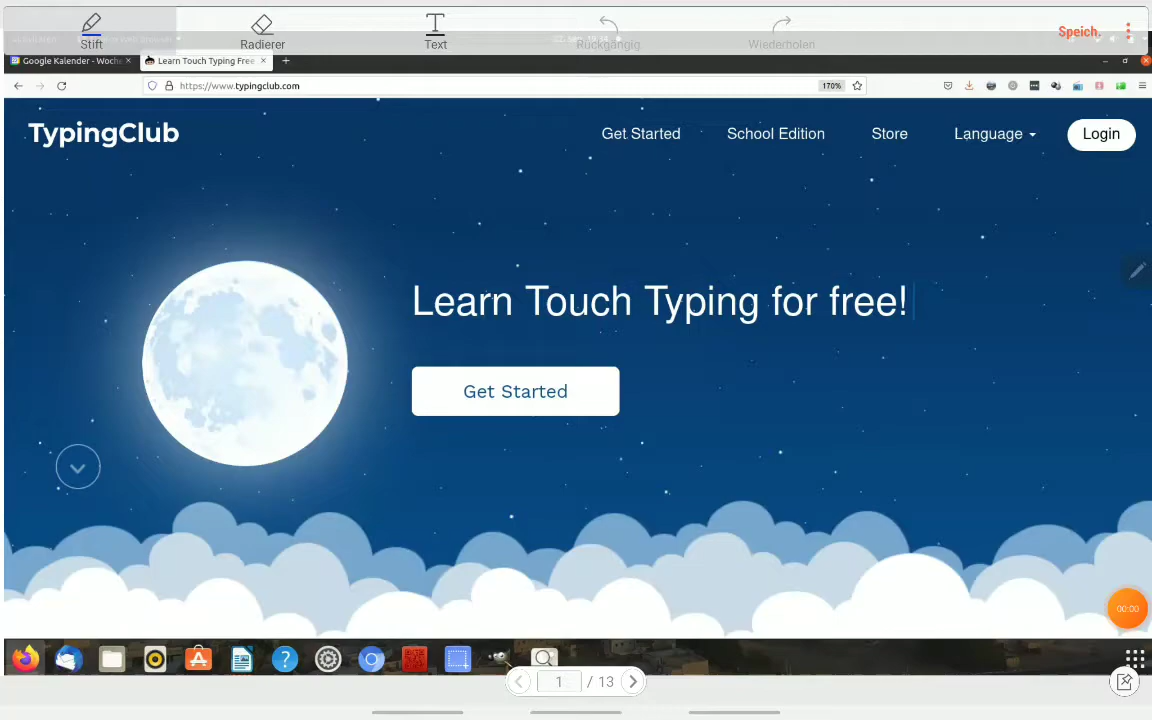 Stift
Radierer
Text
Rückgängig
Wiederholen
Speich.
Google Kalender - Woche
Learn Touch Typing Free
https://www.typingclub.com
170%
TypingClub
Get Started
School Edition
Store
Language
Login
Learn Touch Typing for free!
Get Started
00:00
1 / 13